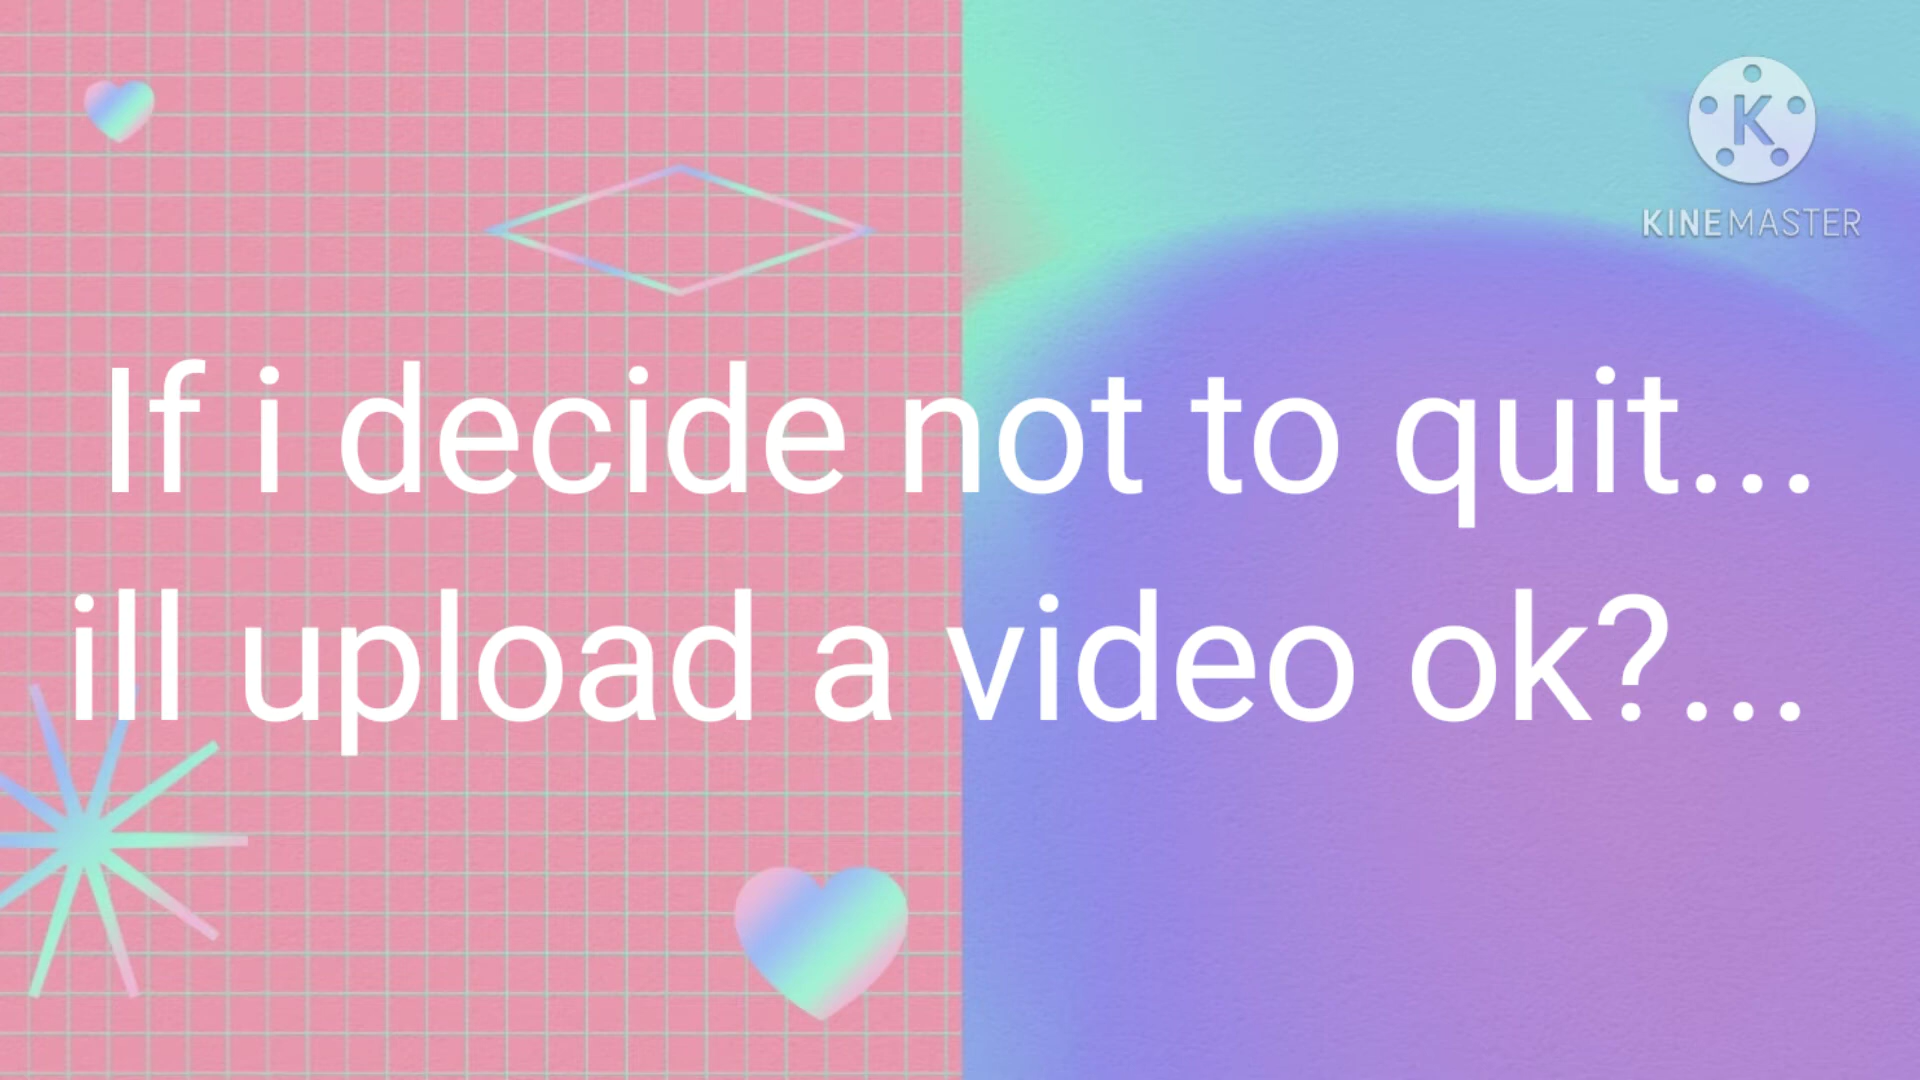 K
KINEMASTER
If i decide not to quit...
ill upload a video ok?...